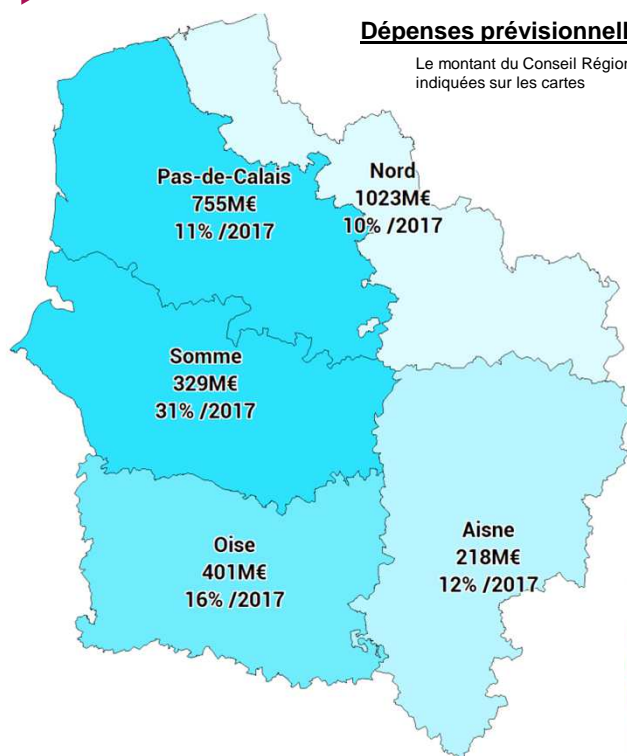 Dépenses prévisionnell
Le montant du Conseil Région
indiquées sur les cartes
Pas-de-Calais
755M€
11% /2017
Nord
1023M€
10% /2017
Somme
329M€
31% /2017
Oise
401M€
16% /2017
Aisne
218M€
12% /2017